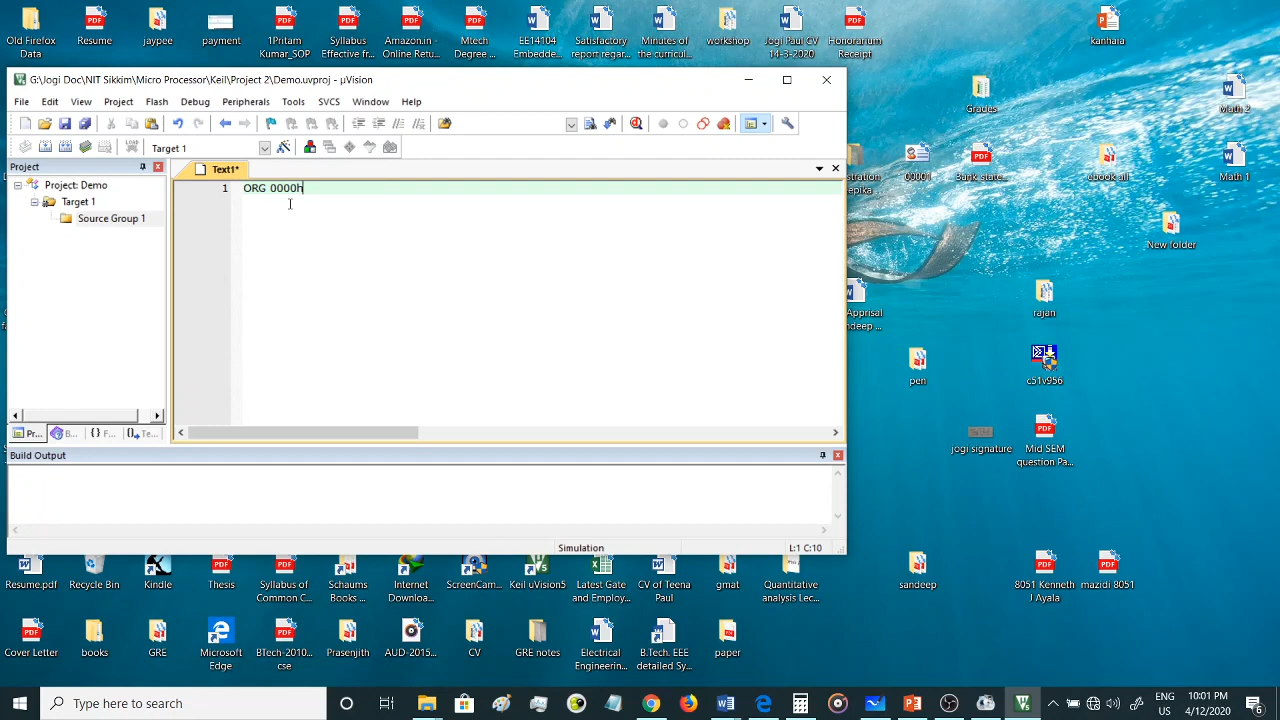 Old Firefox Data
Resume
jaypee
payment
1Pritam Kumar_SOP
Syllabus Effective fr...
Amazon.in - Online Retu...
Mtech Degree ...
EE14104 Embedde...
Satisfactory report regar...
Minutes of the curricul...
workshop
Jogi Paul CV 14-3-2020
Honorarium Receipt
kannaia
G:\Jogi Doc\NIT Sikkim\Micro Processor\Keil\Project 2\Demo.uvproj - µVision
File Edit View Project Flash Debug Peripherals Tools SVCS Window Help
LOAD
Target 1
Project
Text1*
Project: Demo
Target 1
Source Group 1
1 ORG 0000h
Pr... B... {} F... Te...
Build Output
Simulation
L:1 C:10
Grades
Math 2
00001
Bank state...
ebook all
Math 1
New folder
rajan
pen
c51v956
jogi signature
Mid SEM question Pa...
Resume.pdf
Recycle Bin
Kindle
Thesis
Syllabus of Common C...
Schaums Books ...
Internet Downloa...
ScreenCam...
Keil uVision5
Latest Gate and Employ...
CV of Teena Paul
gmat
Quantitative analysis Lec...
sandeep
8051 Kenneth J Ayala
mazidi 8051
Cover Letter
books
GRE
Microsoft Edge
BTech-2010... cse
Prasenjith
AUD-2015...
CV
GRE notes
Electrical Engineerin...
B.Tech. EEE detailed Sy...
paper
Type here to search
ENG
US
10:01 PM
4/12/2020
6